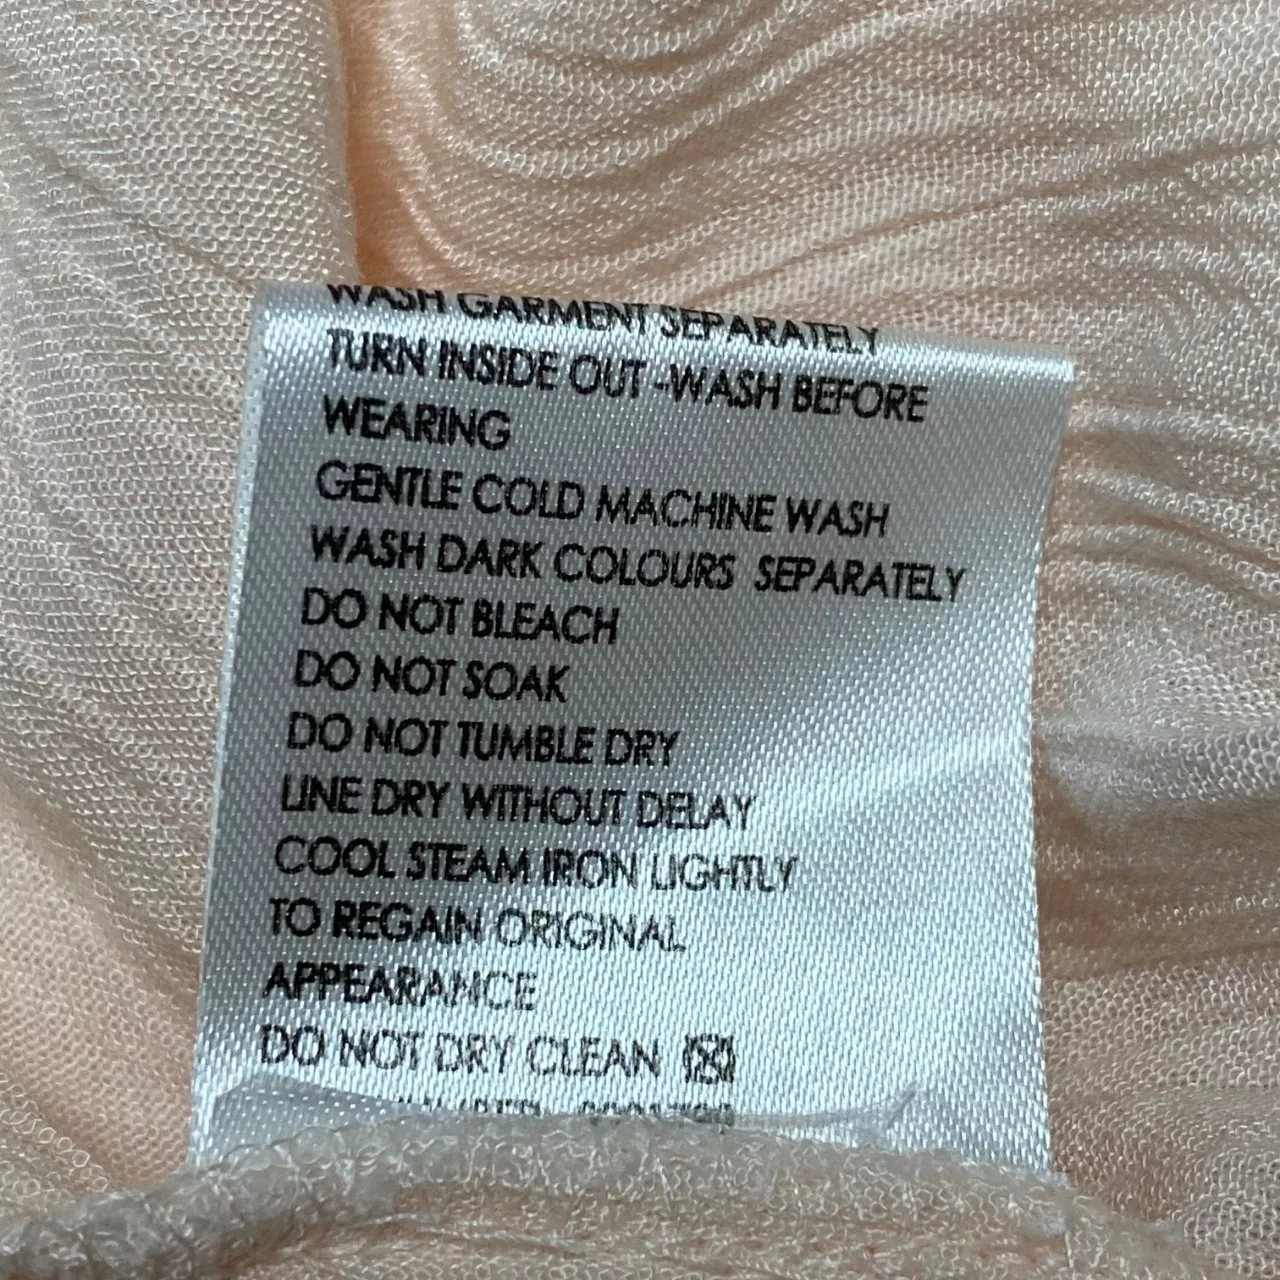 WASH GARMENT SEPARATELY
TURN INSIDE OUT -WASH BEFORE
WEARING
GENTLE COLD MACHINE WASH
WASH DARK COLOURS SEPARATELY
DO NOT BLEACH
DO NOT SOAK
DO NOT TUMBLE DRY
LINE DRY WITHOUT DELAY
COOL STEAM IRON LIGHTLY
TO REGAIN ORIGINAL
APPEARANCE
DO NOT DRY CLEAN